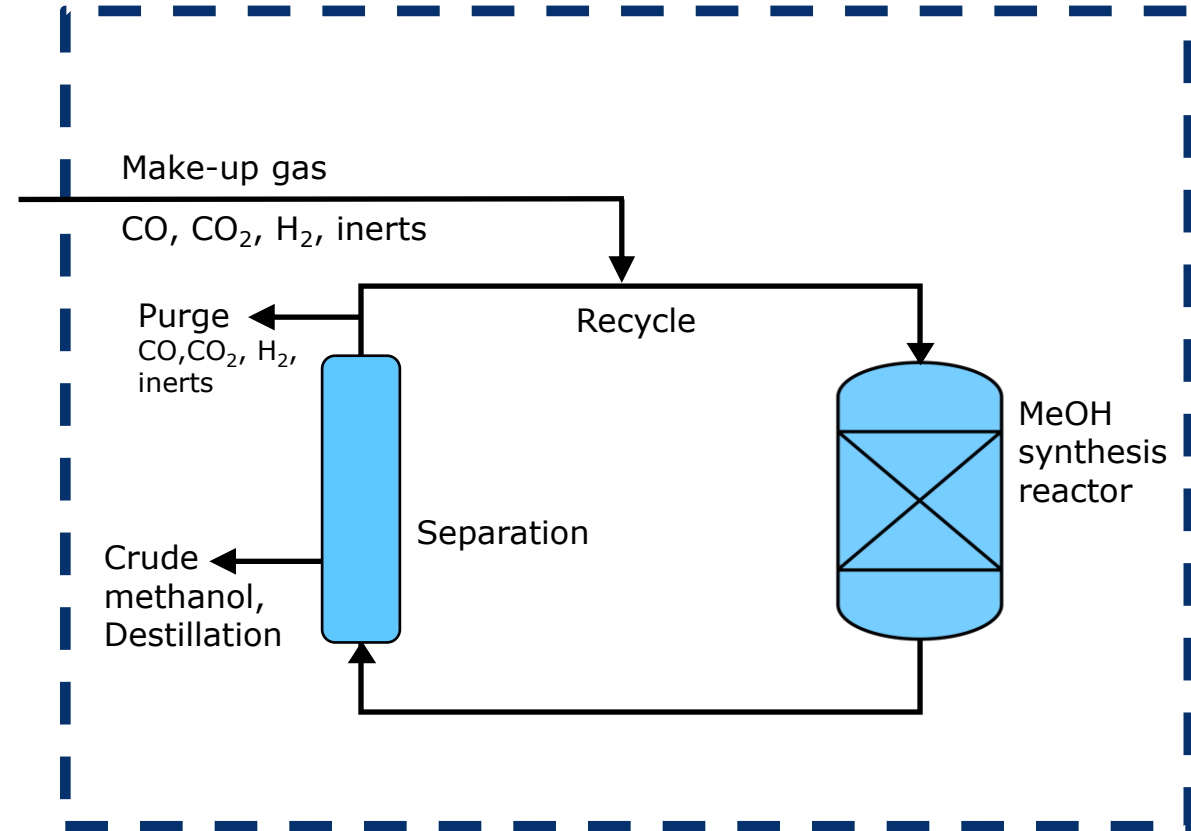 Make-up gas
CO, CO₂, H₂, inerts
Purge
CO,CO₂, H₂,
inerts
Recycle
MeOH
synthesis
reactor
Separation
Crude
methanol,
Destillation